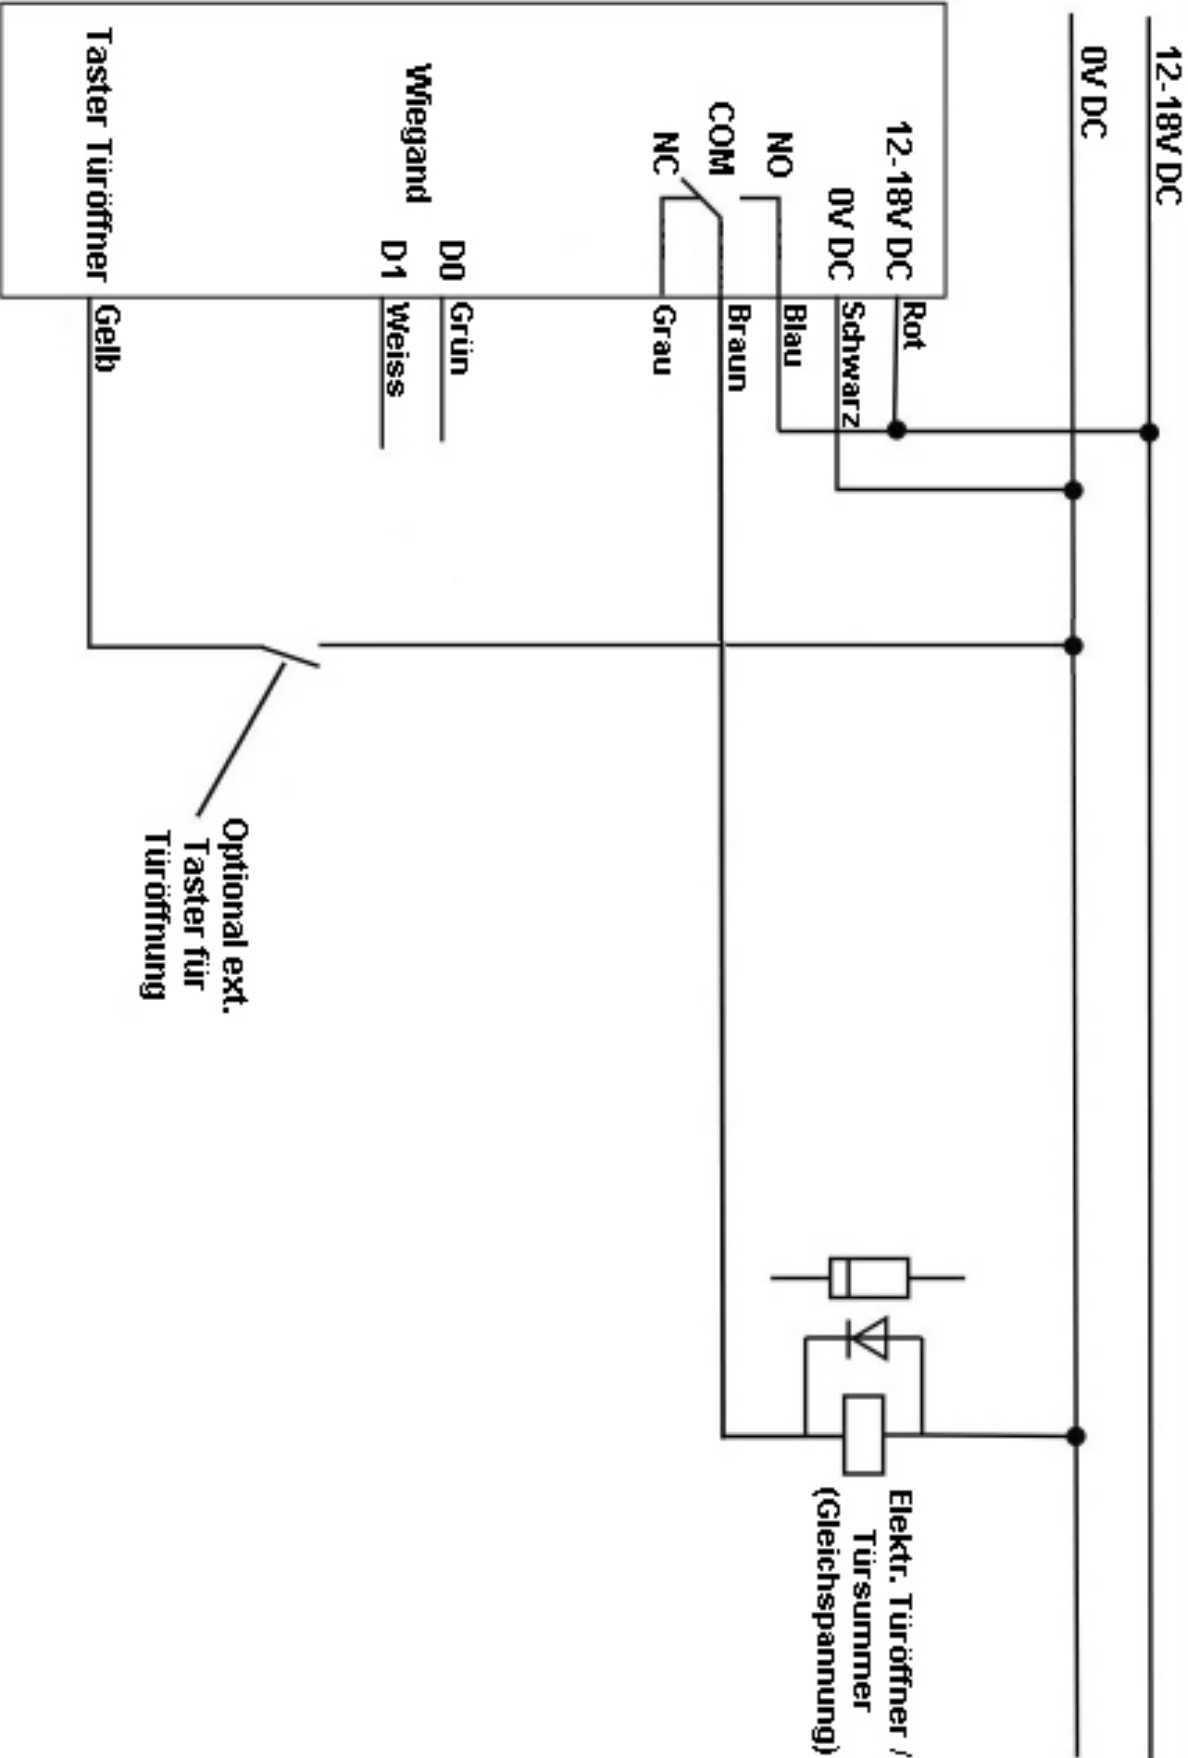 12-18V DC
0V DC
12-18V DC
Rot
0V DC
Schwarz
NO
Blau
COM
Braun
NC
Grau
Wiegand
D0
Grün
D1
Weiss
Taster Türöffner
Gelb
Optional ext.
Taster für
Türöffnung
Elektr. Türöffner /
Türsummer
(Gleichspannung)